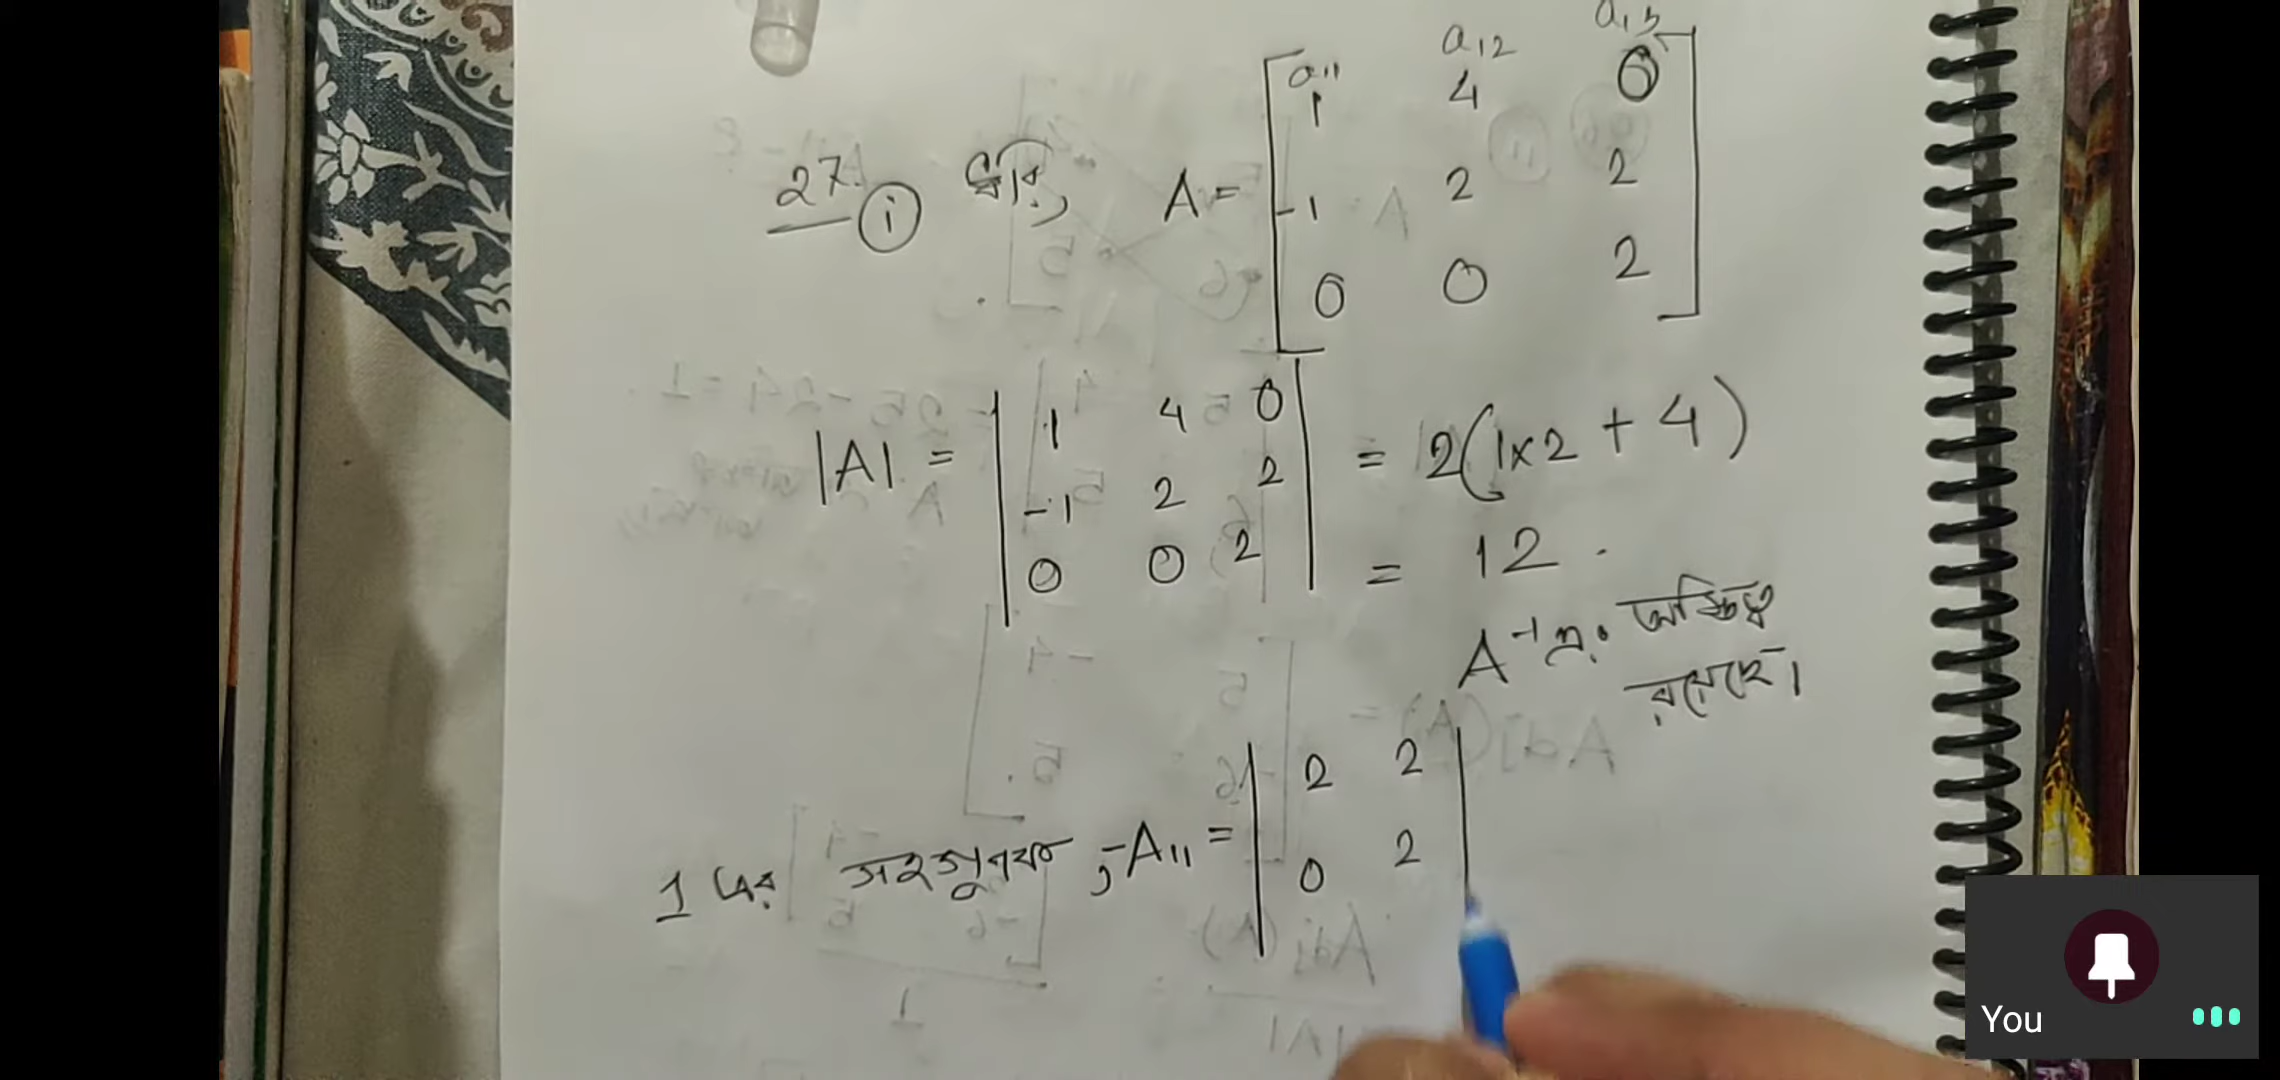 a11 a12 a13
27. i ধরি, A = [ 1 4 0
-1 2 2
0 0 2 ]
|A| = | 1 4 0
-1 2 2
0 0 2 | = 2(1×2 + 4)
= 12.
A⁻¹ এর অস্তিত্ব
রয়েছে।
1 এর সহগুণক, A11 = | 2 2
0 2 |
You